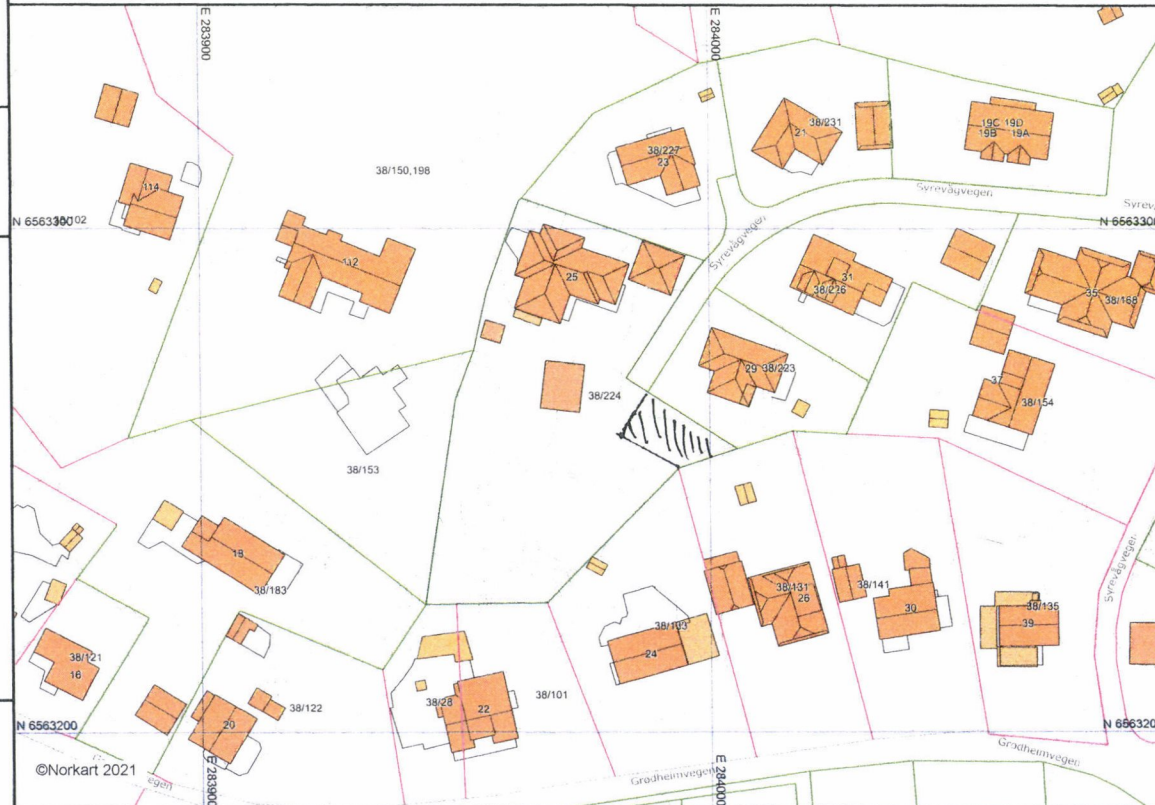 E 283900
E 284000
38/231
21
19C 19D
19B 19A
38/227
23
114
38/150,198
Syrevågvegen
N 6563300
102
N 6563300
Syrevågvegen
112
25
31
38/226
35
38/168
29 38/223
37
38/154
38/224
38/153
18
38/183
38/131
26
38/141
30
38/135
39
Syrevågvegen
38/121
16
24
38/101
38/28
22
38/122
20
N 6563200
E 283900
E 284000
Grødheimvegen
Grødheimvegen
©Norkart 2021
egen